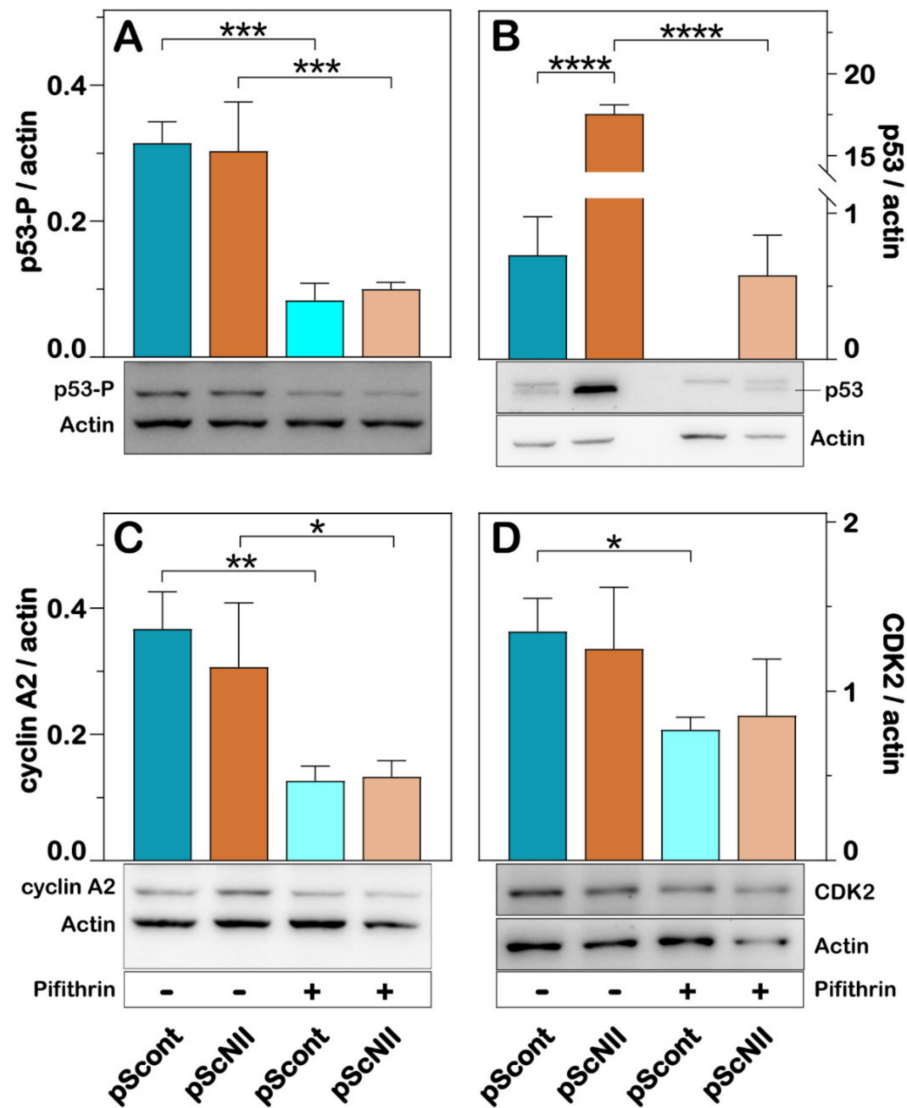 A
***
***
0.4
0.2
0.0
p53-P / actin
p53-P
Actin
B
****
****
20
15
1
0
p53 / actin
p53
Actin
C
*
**
0.4
0.2
0.0
cyclin A2 / actin
cyclin A2
Actin
Pifithrin - - + +
pScont pScNII pScont pScNII
D
*
2
1
0
CDK2 / actin
CDK2
Actin
- - + + Pifithrin
pScont pScNII pScont pScNII